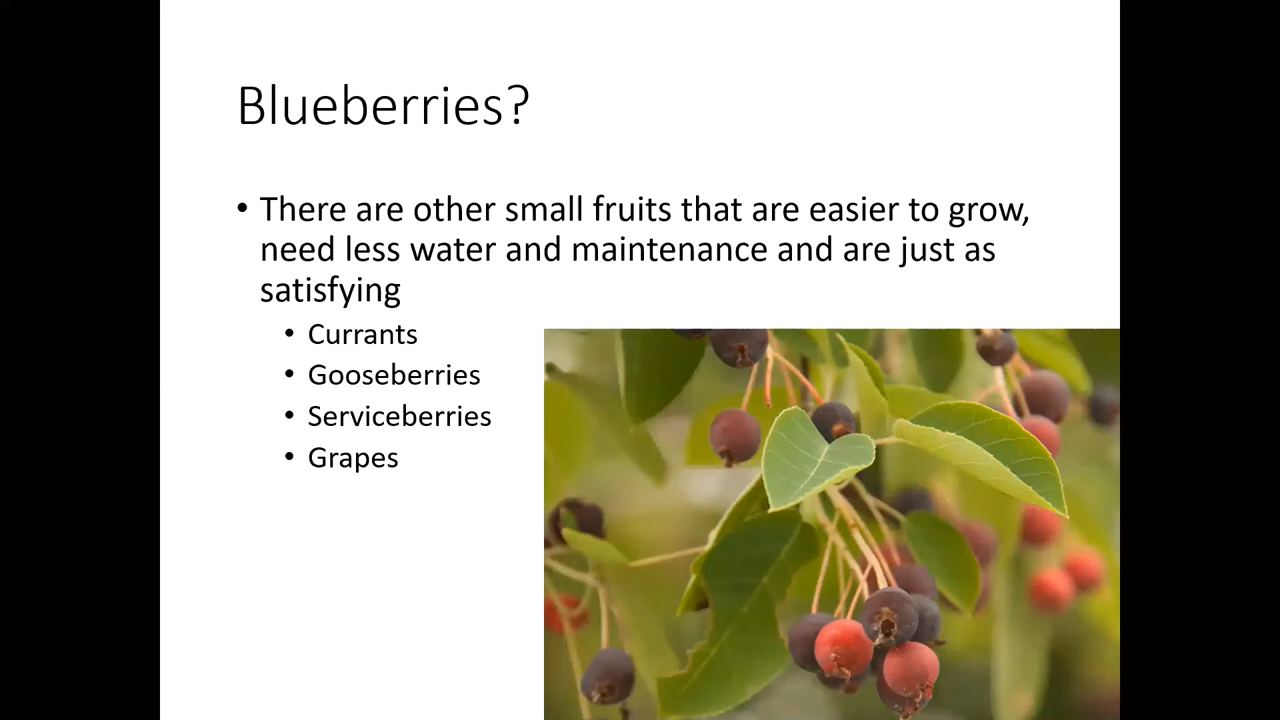 Blueberries?
• There are other small fruits that are easier to grow,
need less water and maintenance and are just as
satisfying
• Currants
• Gooseberries
• Serviceberries
• Grapes